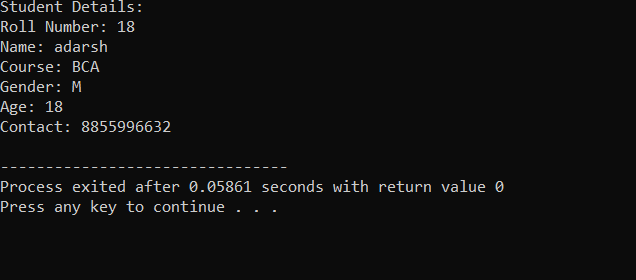 Student Details:
Roll Number: 18
Name: adarsh
Course: BCA
Gender: M
Age: 18
Contact: 8855996632
--------------------------------
Process exited after 0.05861 seconds with return value 0
Press any key to continue . . .